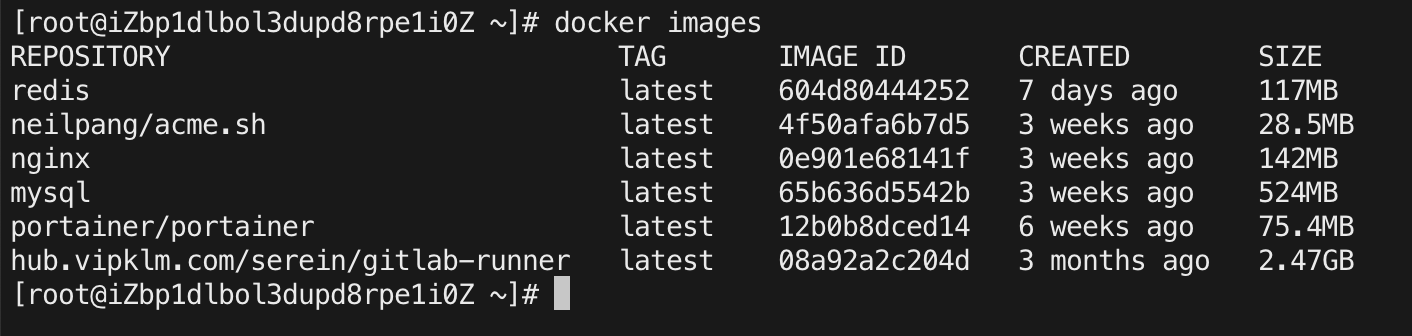 [root@iZbp1dlbol3dupd8rpe1i0Z ~]# docker images
REPOSITORY TAG IMAGE ID CREATED SIZE
redis latest 604d80444252 7 days ago 117MB
neilpang/acme.sh latest 4f50afa6b7d5 3 weeks ago 28.5MB
nginx latest 0e901e68141f 3 weeks ago 142MB
mysql latest 65b636d5542b 3 weeks ago 524MB
portainer/portainer latest 12b0b8dced14 6 weeks ago 75.4MB
hub.vipklm.com/serein/gitlab-runner latest 08a92a2c204d 3 months ago 2.47GB
[root@iZbp1dlbol3dupd8rpe1i0Z ~]#